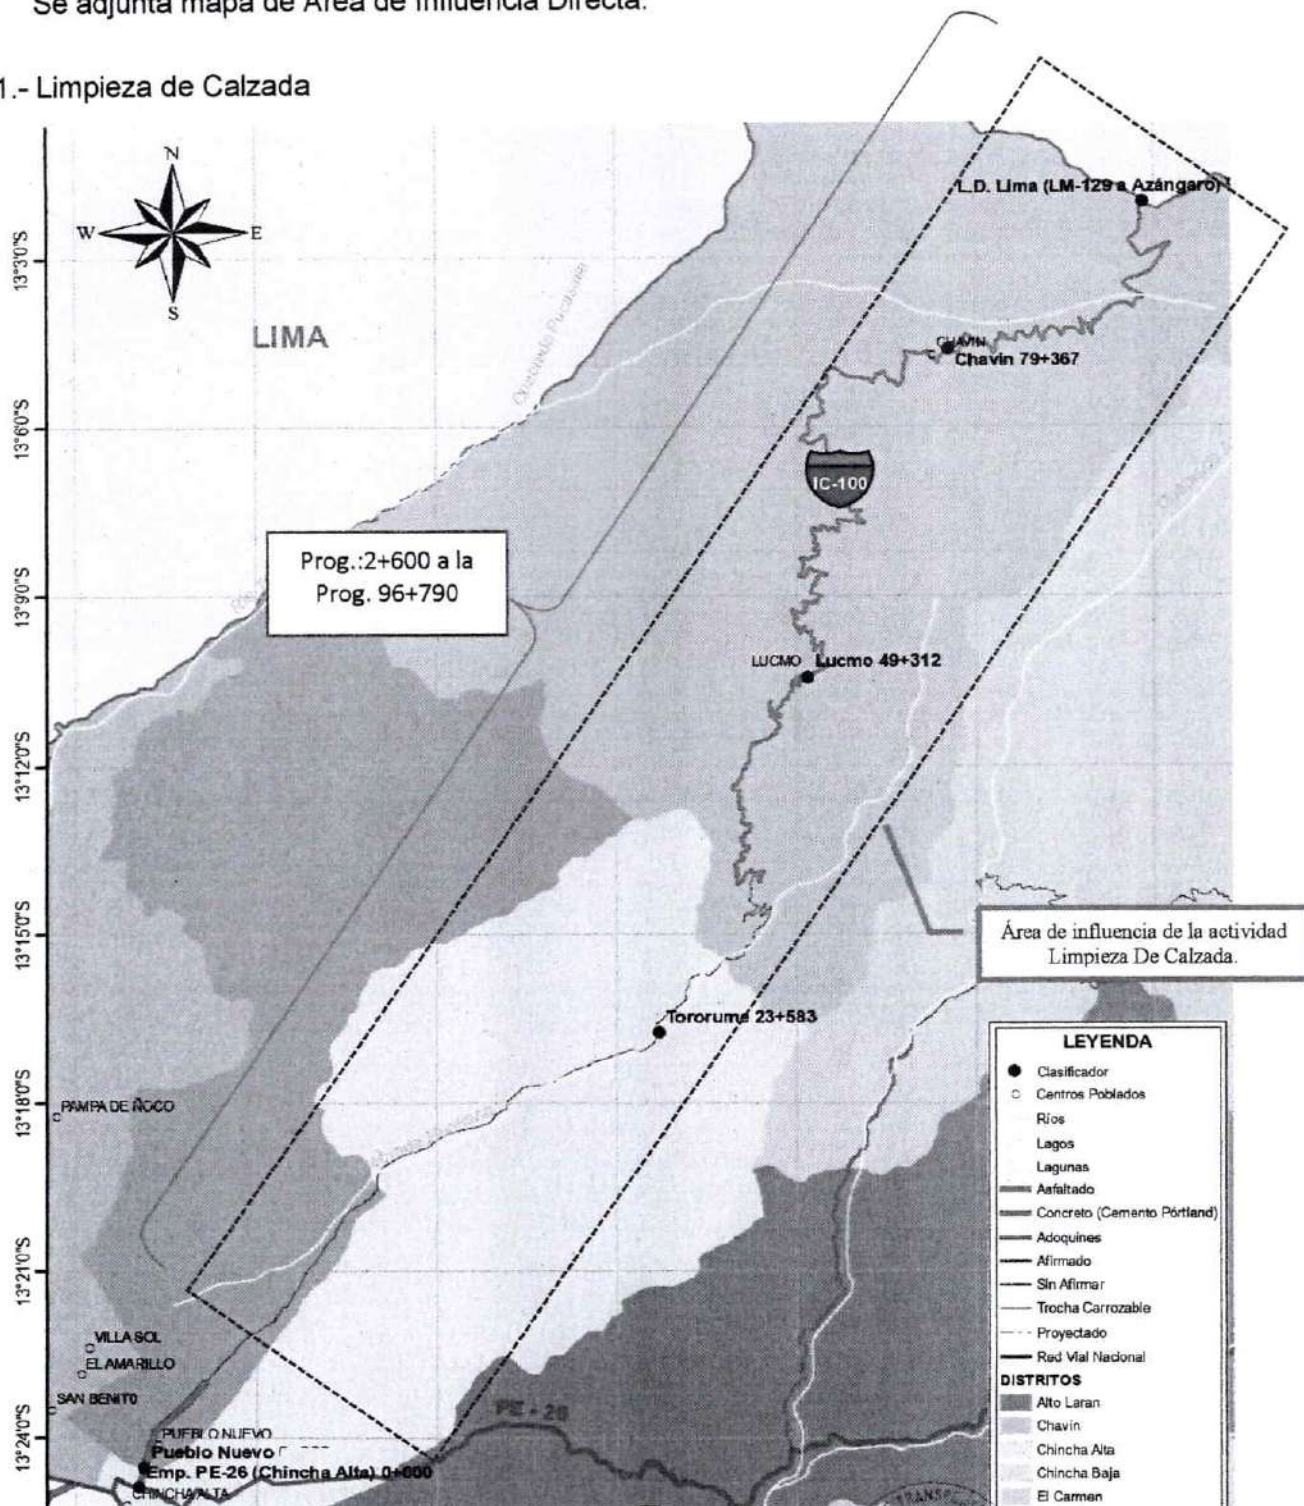 Se adjunta mapa de Área de Influencia Directa.
1.- Limpieza de Calzada
N
W
E
S
LIMA
L.D. Lima (LM-129 a Azángaro)
13°3'0"S
CHAVIN
Chavin 79+367
13°6'0"S
IC-100
Prog.:2+600 a la
Prog. 96+790
13°9'0"S
LUCMO
Lucmo 49+312
13°12'0"S
13°15'0"S
Área de influencia de la actividad
Limpieza De Calzada.
Tororume 23+583
13°18'0"S
PAMPA DE ÑOCO
13°21'0"S
VILLA SOL
EL AMARILLO
SAN BENITO
PE - 26
13°24'0"S
PUEBLO NUEVO
Pueblo Nuevo
Emp. PE-26 (Chincha Alta) 0+000
CHINCHA ALTA
LEYENDA
Clasificador
Centros Poblados
Ríos
Lagos
Lagunas
Asfaltado
Concreto (Cemento Pórtland)
Adoquines
Afirmado
Sin Afirmar
Trocha Carrozable
Proyectado
Red Vial Nacional
DISTRITOS
Alto Laran
Chavin
Chincha Alta
Chincha Baja
El Carmen